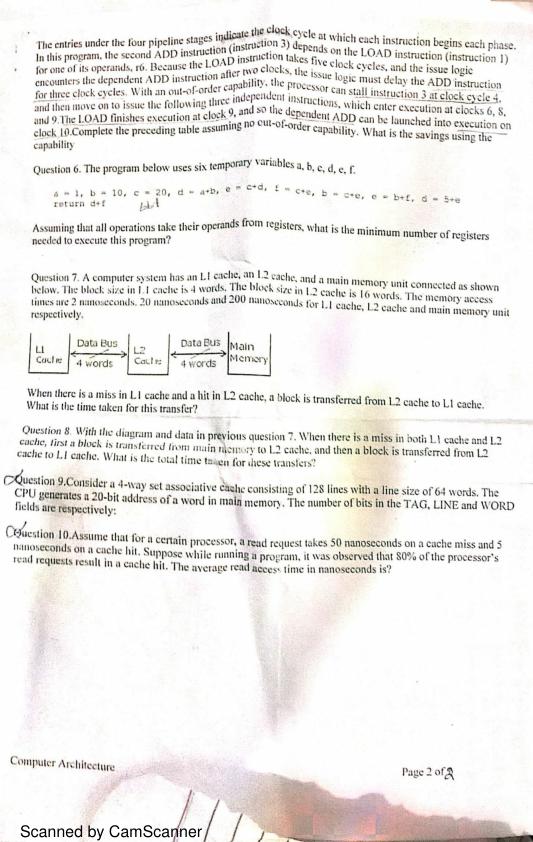 The entries under the four pipeline stages indicate the clock cycle at which each instruction begins each phase.
In this program, the second ADD instruction (instruction 3) depends on the LOAD instruction (instruction 1)
for one of its operands, r6. Because the LOAD instruction takes five clock cycles, and the issue logic
encounters the dependent ADD instruction after two clocks, the issue logic must delay the ADD instruction
for three clock cycles. With an out-of-order capability, the processor can stall instruction 3 at clock cycle 4,
and then move on to issue the following three independent instructions, which enter execution at clocks 6, 8,
and 9. The LOAD finishes execution at clock 9, and so the dependent ADD can be launched into execution on
clock 10.Complete the preceding table assuming no out-of-order capability. What is the savings using the
capability
Question 6. The program below uses six temporary variables a, b, c, d, e, f.
a = 1, b = 10, c = 20, d = a+b, e = c+d, f = c+e, b = c+e, e = b+f, d = 5+e
return d+f
Assuming that all operations take their operands from registers, what is the minimum number of registers
needed to execute this program?
Question 7. A computer system has an L1 cache, an L2 cache, and a main memory unit connected as shown
below. The block size in L1 cache is 4 words. The block size in L2 cache is 16 words. The memory access
times are 2 nanoseconds. 20 nanoseconds and 200 nanoseconds for L1 cache, L2 cache and main memory unit
respectively.
L1 Data Bus L2 Data Bus Main
Cache 4 words Cache 4 words Memory
When there is a miss in L1 cache and a hit in L2 cache, a block is transferred from L2 cache to L1 cache.
What is the time taken for this transfer?
Question 8. With the diagram and data in previous question 7. When there is a miss in both L1 cache and L2
cache, first a block is transferred from main memory to L2 cache, and then a block is transferred from L2
cache to L1 cache. What is the total time taken for these transfers?
Question 9.Consider a 4-way set associative cache consisting of 128 lines with a line size of 64 words. The
CPU generates a 20-bit address of a word in main memory. The number of bits in the TAG, LINE and WORD
fields are respectively:
Question 10.Assume that for a certain processor, a read request takes 50 nanoseconds on a cache miss and 5
nanoseconds on a cache hit. Suppose while running a program, it was observed that 80% of the processor's
read requests result in a cache hit. The average read access time in nanoseconds is?
Computer Architecture
Page 2 of 2
Scanned by CamScanner